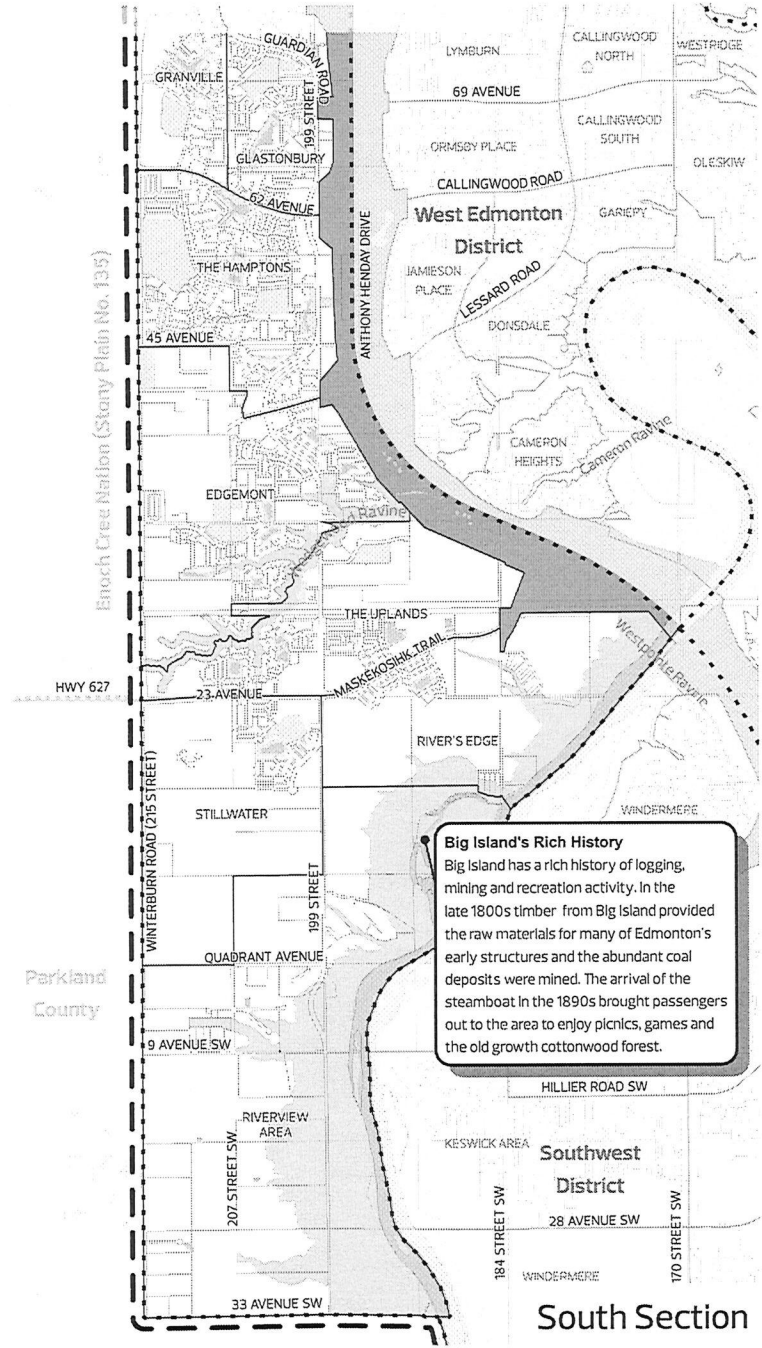 GUARDIAN ROAD
LYMBURN
CALLINGWOOD
NORTH
WESTRIDGE
GRANVILLE
199 STREET
69 AVENUE
CALLINGWOOD
SOUTH
ORMSBY PLACE
GLASTONBURY
OLESKIW
CALLINGWOOD ROAD
62 AVENUE
West Edmonton
District
GARIEPY
ANTHONY HENDAY DRIVE
THE HAMPTONS
JAMIESON
PLACE
LESSARD ROAD
Enoch Cree Nation (Stony Plain No. 135)
DONSDALE
45 AVENUE
CAMERON
HEIGHTS
Cameron Ravine
EDGEMONT
Wedgewood Ravine
THE UPLANDS
Westpointe Ravine
MASKEKOSIHK TRAIL
HWY 627
23 AVENUE
RIVER'S EDGE
WINTERBURN ROAD (215 STREET)
STILLWATER
WINDERMERE
Big Island's Rich History
Big Island has a rich history of logging,
mining and recreation activity. In the
late 1800s timber from Big Island provided
the raw materials for many of Edmonton's
early structures and the abundant coal
deposits were mined. The arrival of the
steamboat in the 1890s brought passengers
out to the area to enjoy picnics, games and
the old growth cottonwood forest.
199 STREET
QUADRANT AVENUE
Parkland
County
9 AVENUE SW
HILLIER ROAD SW
RIVERVIEW
AREA
KESWICK AREA
Southwest
District
207 STREET SW
184 STREET SW
28 AVENUE SW
170 STREET SW
WINDERMERE
33 AVENUE SW
South Section